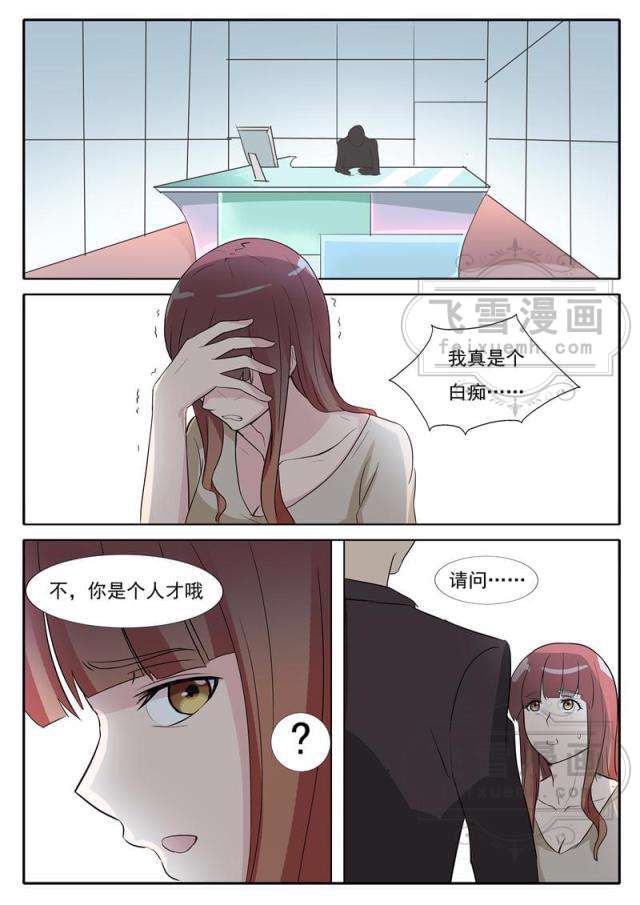 飞雪漫画
feixuemh.com
我真是个
白痴……
不，你是个人才哦
？
请问……
飞雪漫画
feixuemh.com